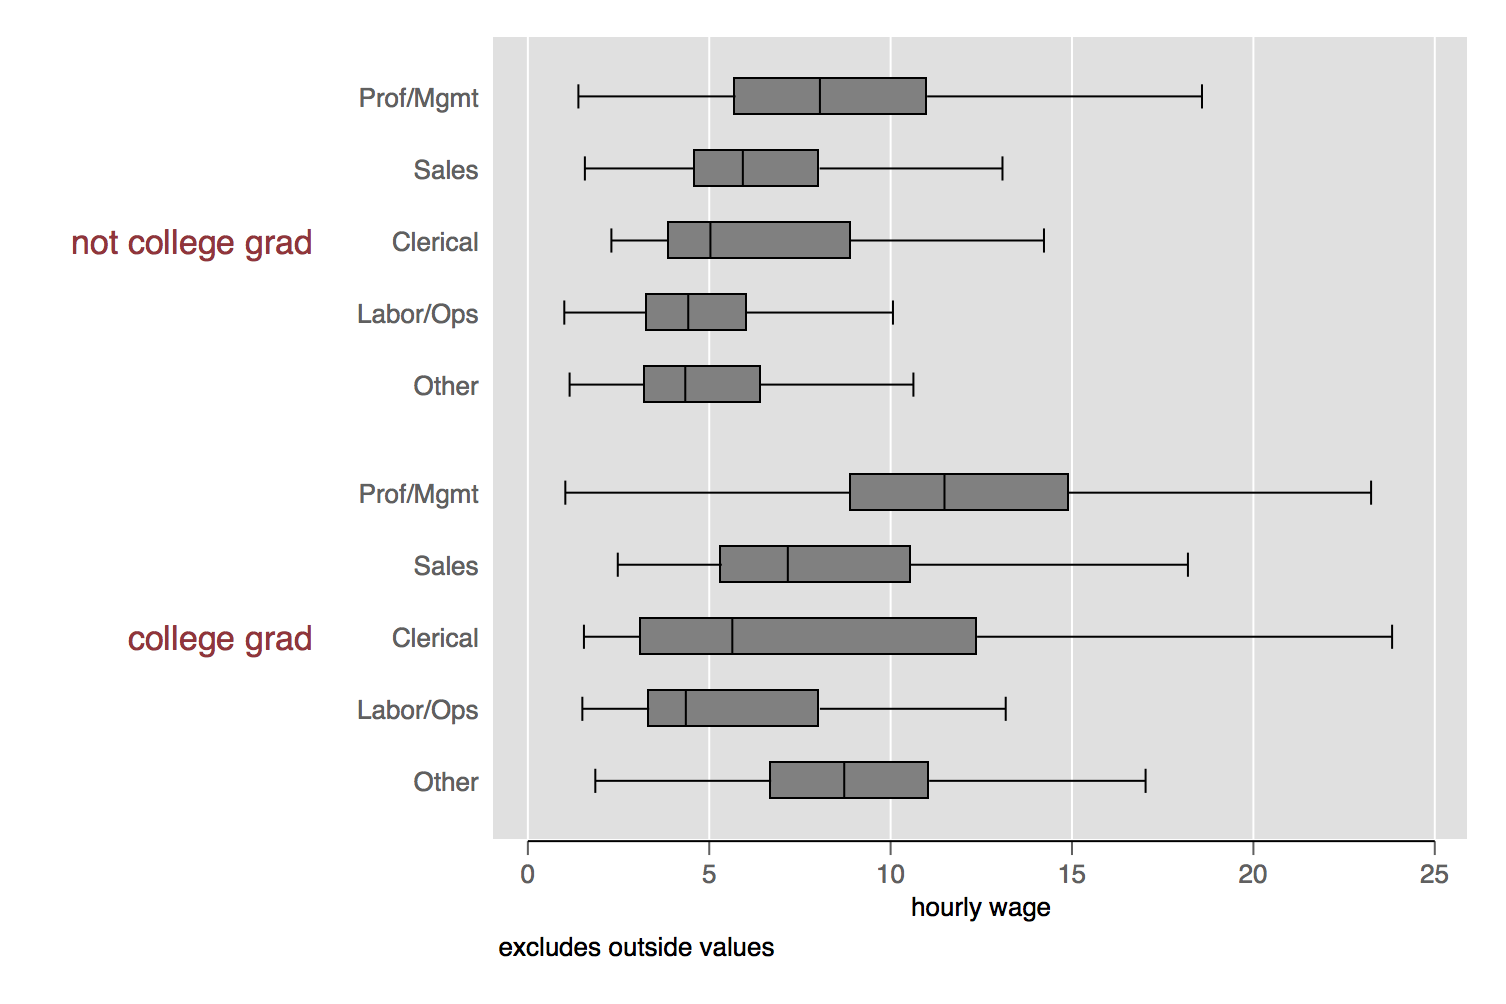 Prof/Mgmt
Sales
not college grad Clerical
Labor/Ops
Other
Prof/Mgmt
Sales
college grad Clerical
Labor/Ops
Other
0 5 10 15 20 25
hourly wage
excludes outside values